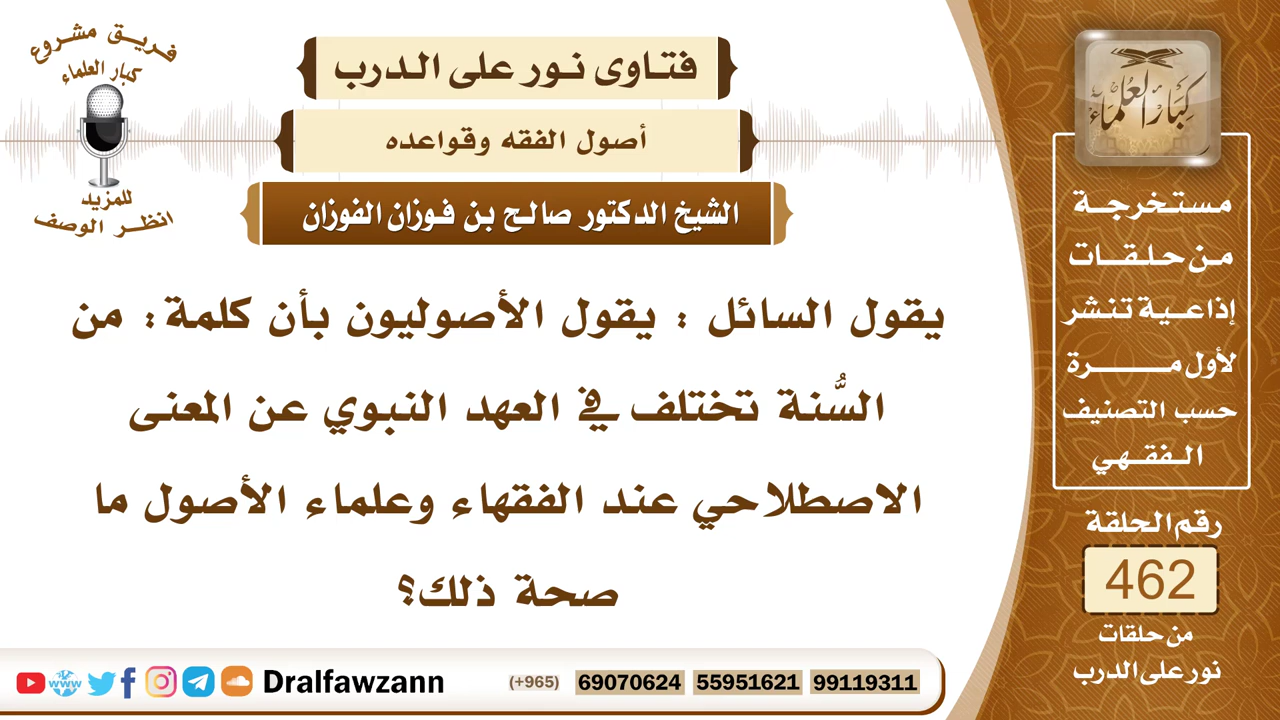 فريق مشروع
كبار العلماء
للمزيد
انظر الوصف
فتاوى نور على الدرب
أصول الفقه وقواعده
الشيخ الدكتور صالح بن فوزان الفوزان
يقول السائل : يقول الأصوليون بأن كلمة: من
السُّنة تختلف في العهد النبوي عن المعنى
الاصطلاحي عند الفقهاء وعلماء الأصول ما
صحة ذلك؟
كبار العلماء
مستخرجة
من حلقات
إذاعية تنشر
لأول مرة
حسب التصنيف
الفقهي
رقم الحلقة
462
من حلقات
نور على الدرب
www Dralfawzann (+965) 69070624 55951621 99119311